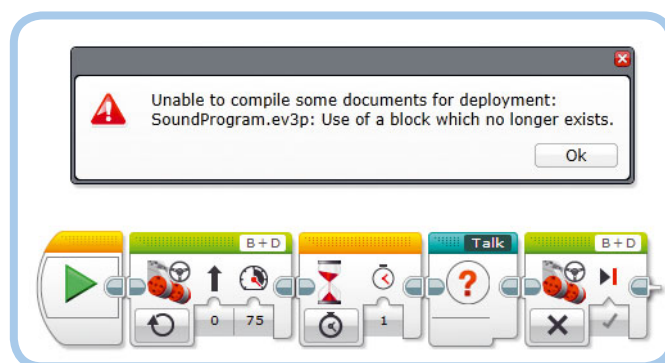 Unable to compile some documents for deployment:
SoundProgram.ev3p: Use of a block which no longer exists.
Ok
B + D
Talk
B + D
0
75
1